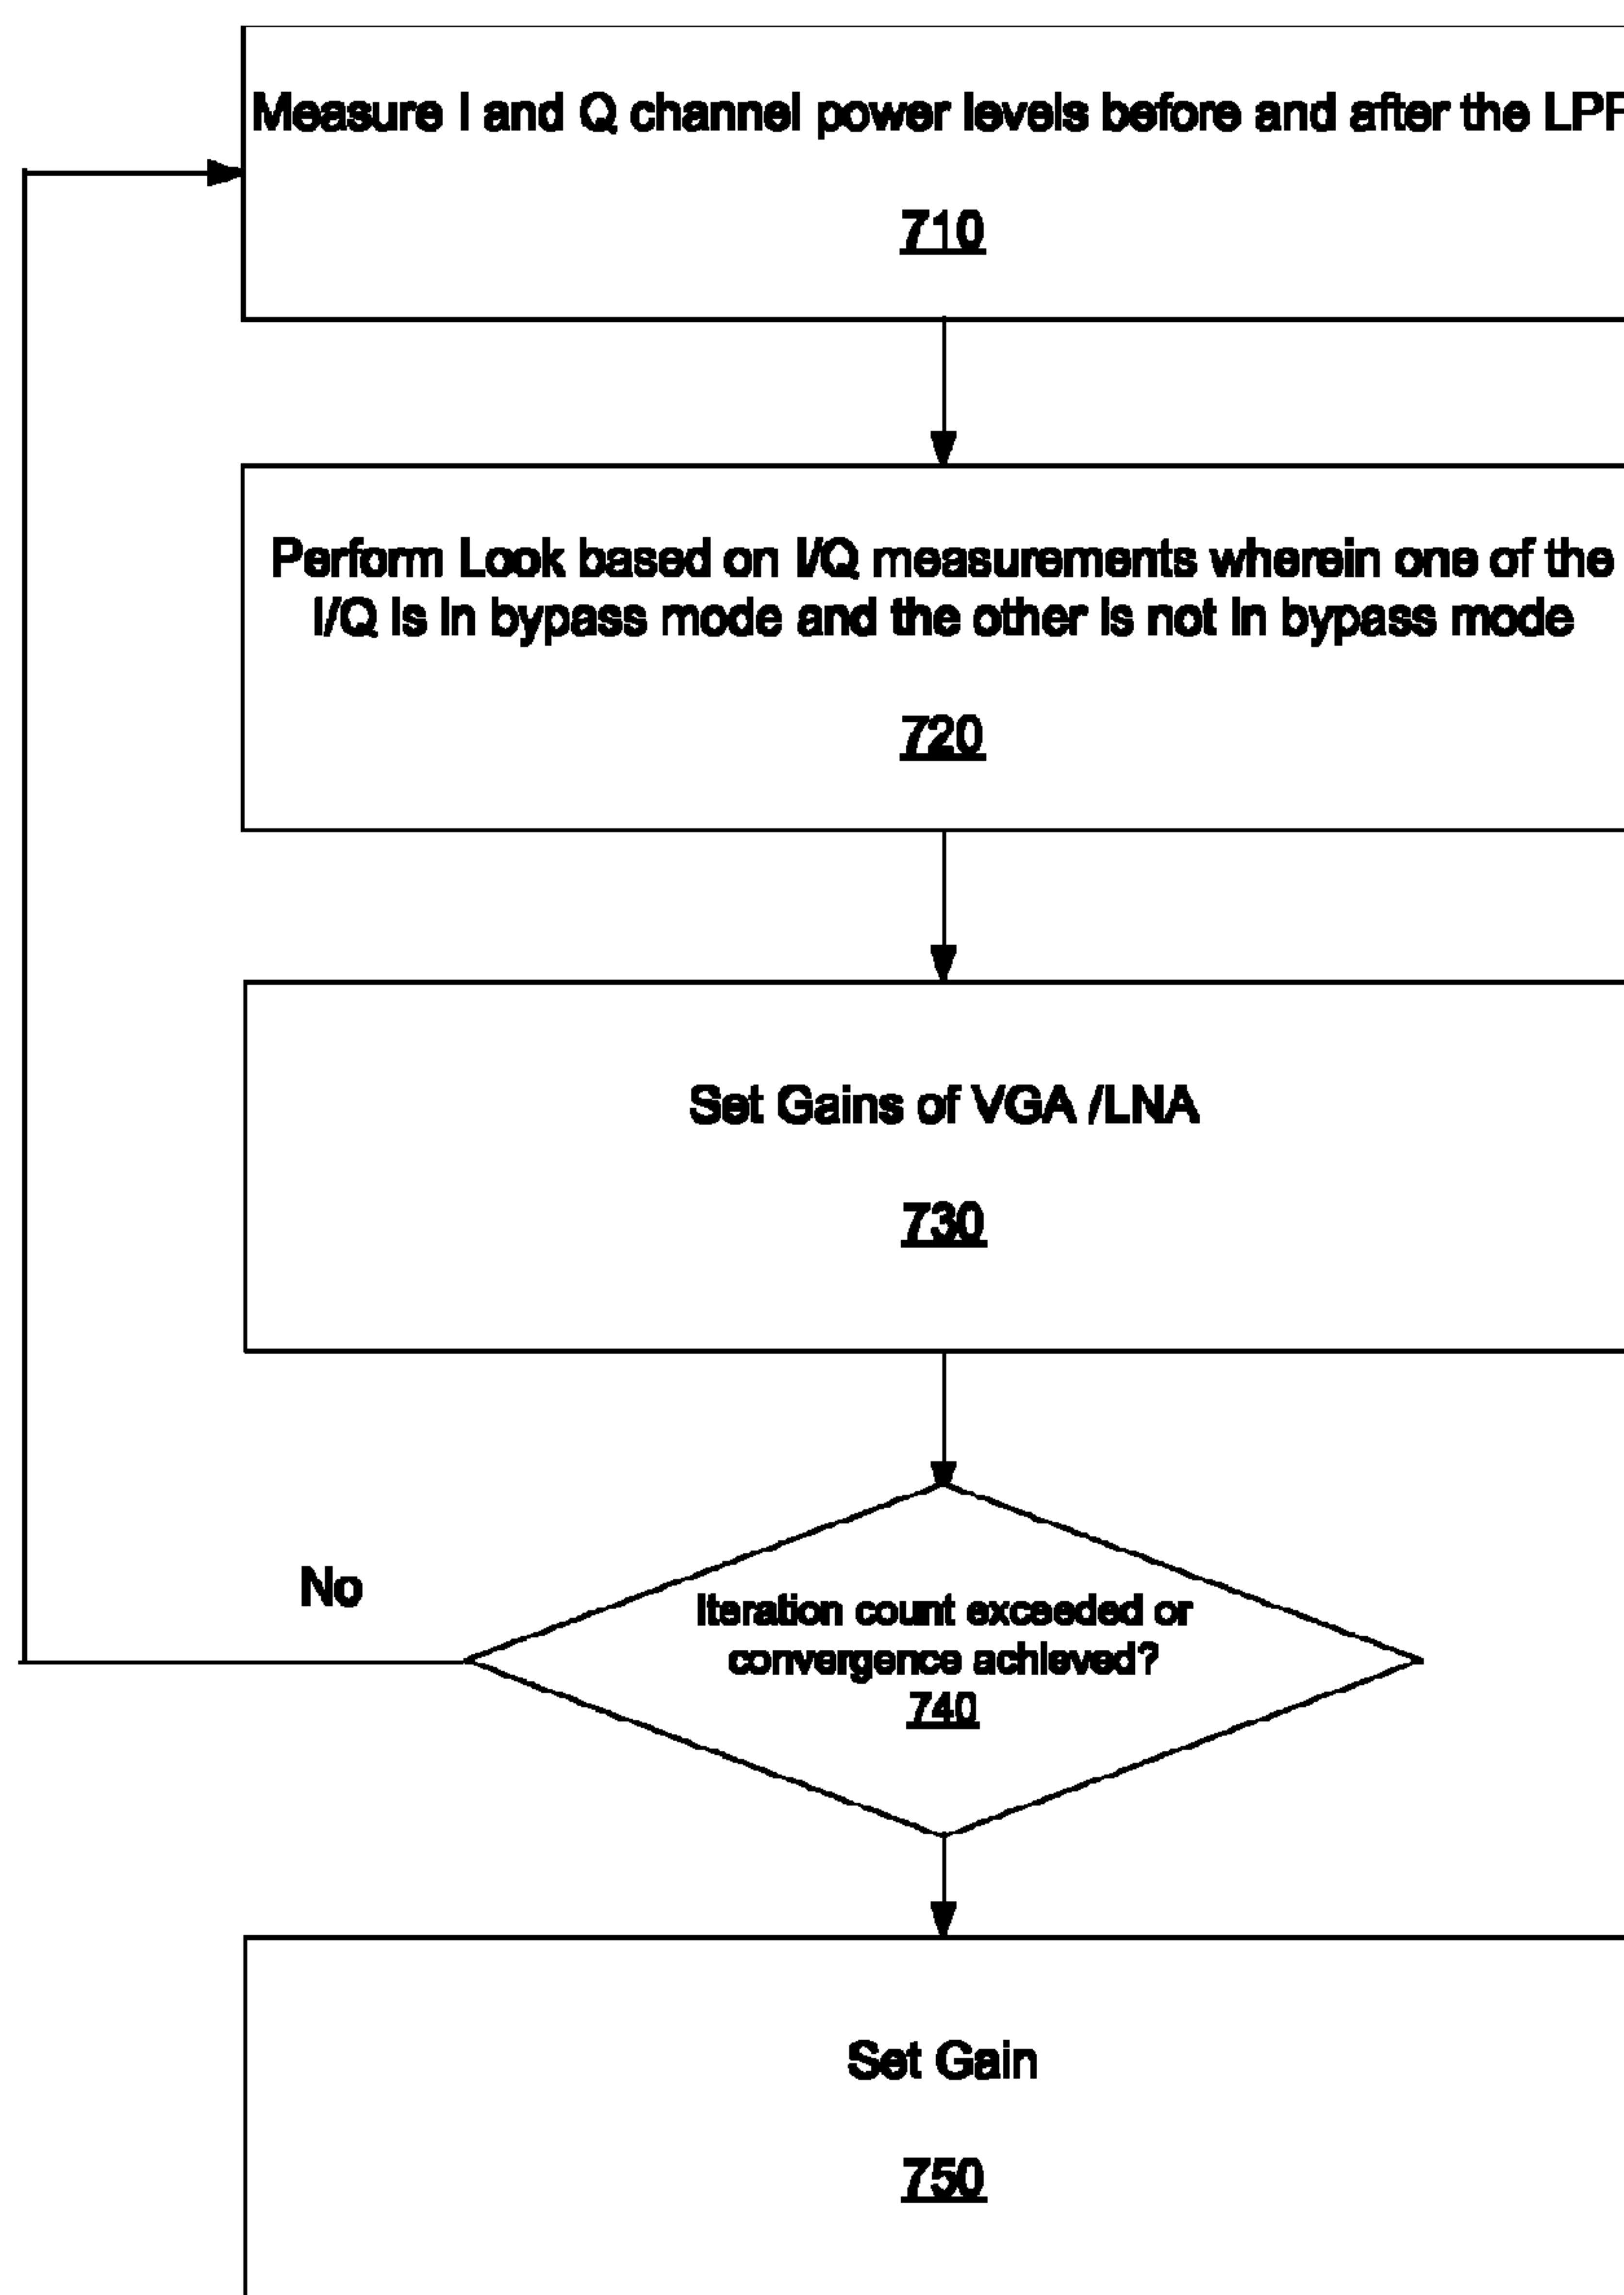 Measure I and Q channel power levels before and after the LPF
710
Perform Look based on I/Q measurements wherein one of the
I/Q is in bypass mode and the other is not in bypass mode
720
Set Gains of VGA /LNA
730
No
Iteration count exceeded or
convergence achieved?
740
Set Gain
750